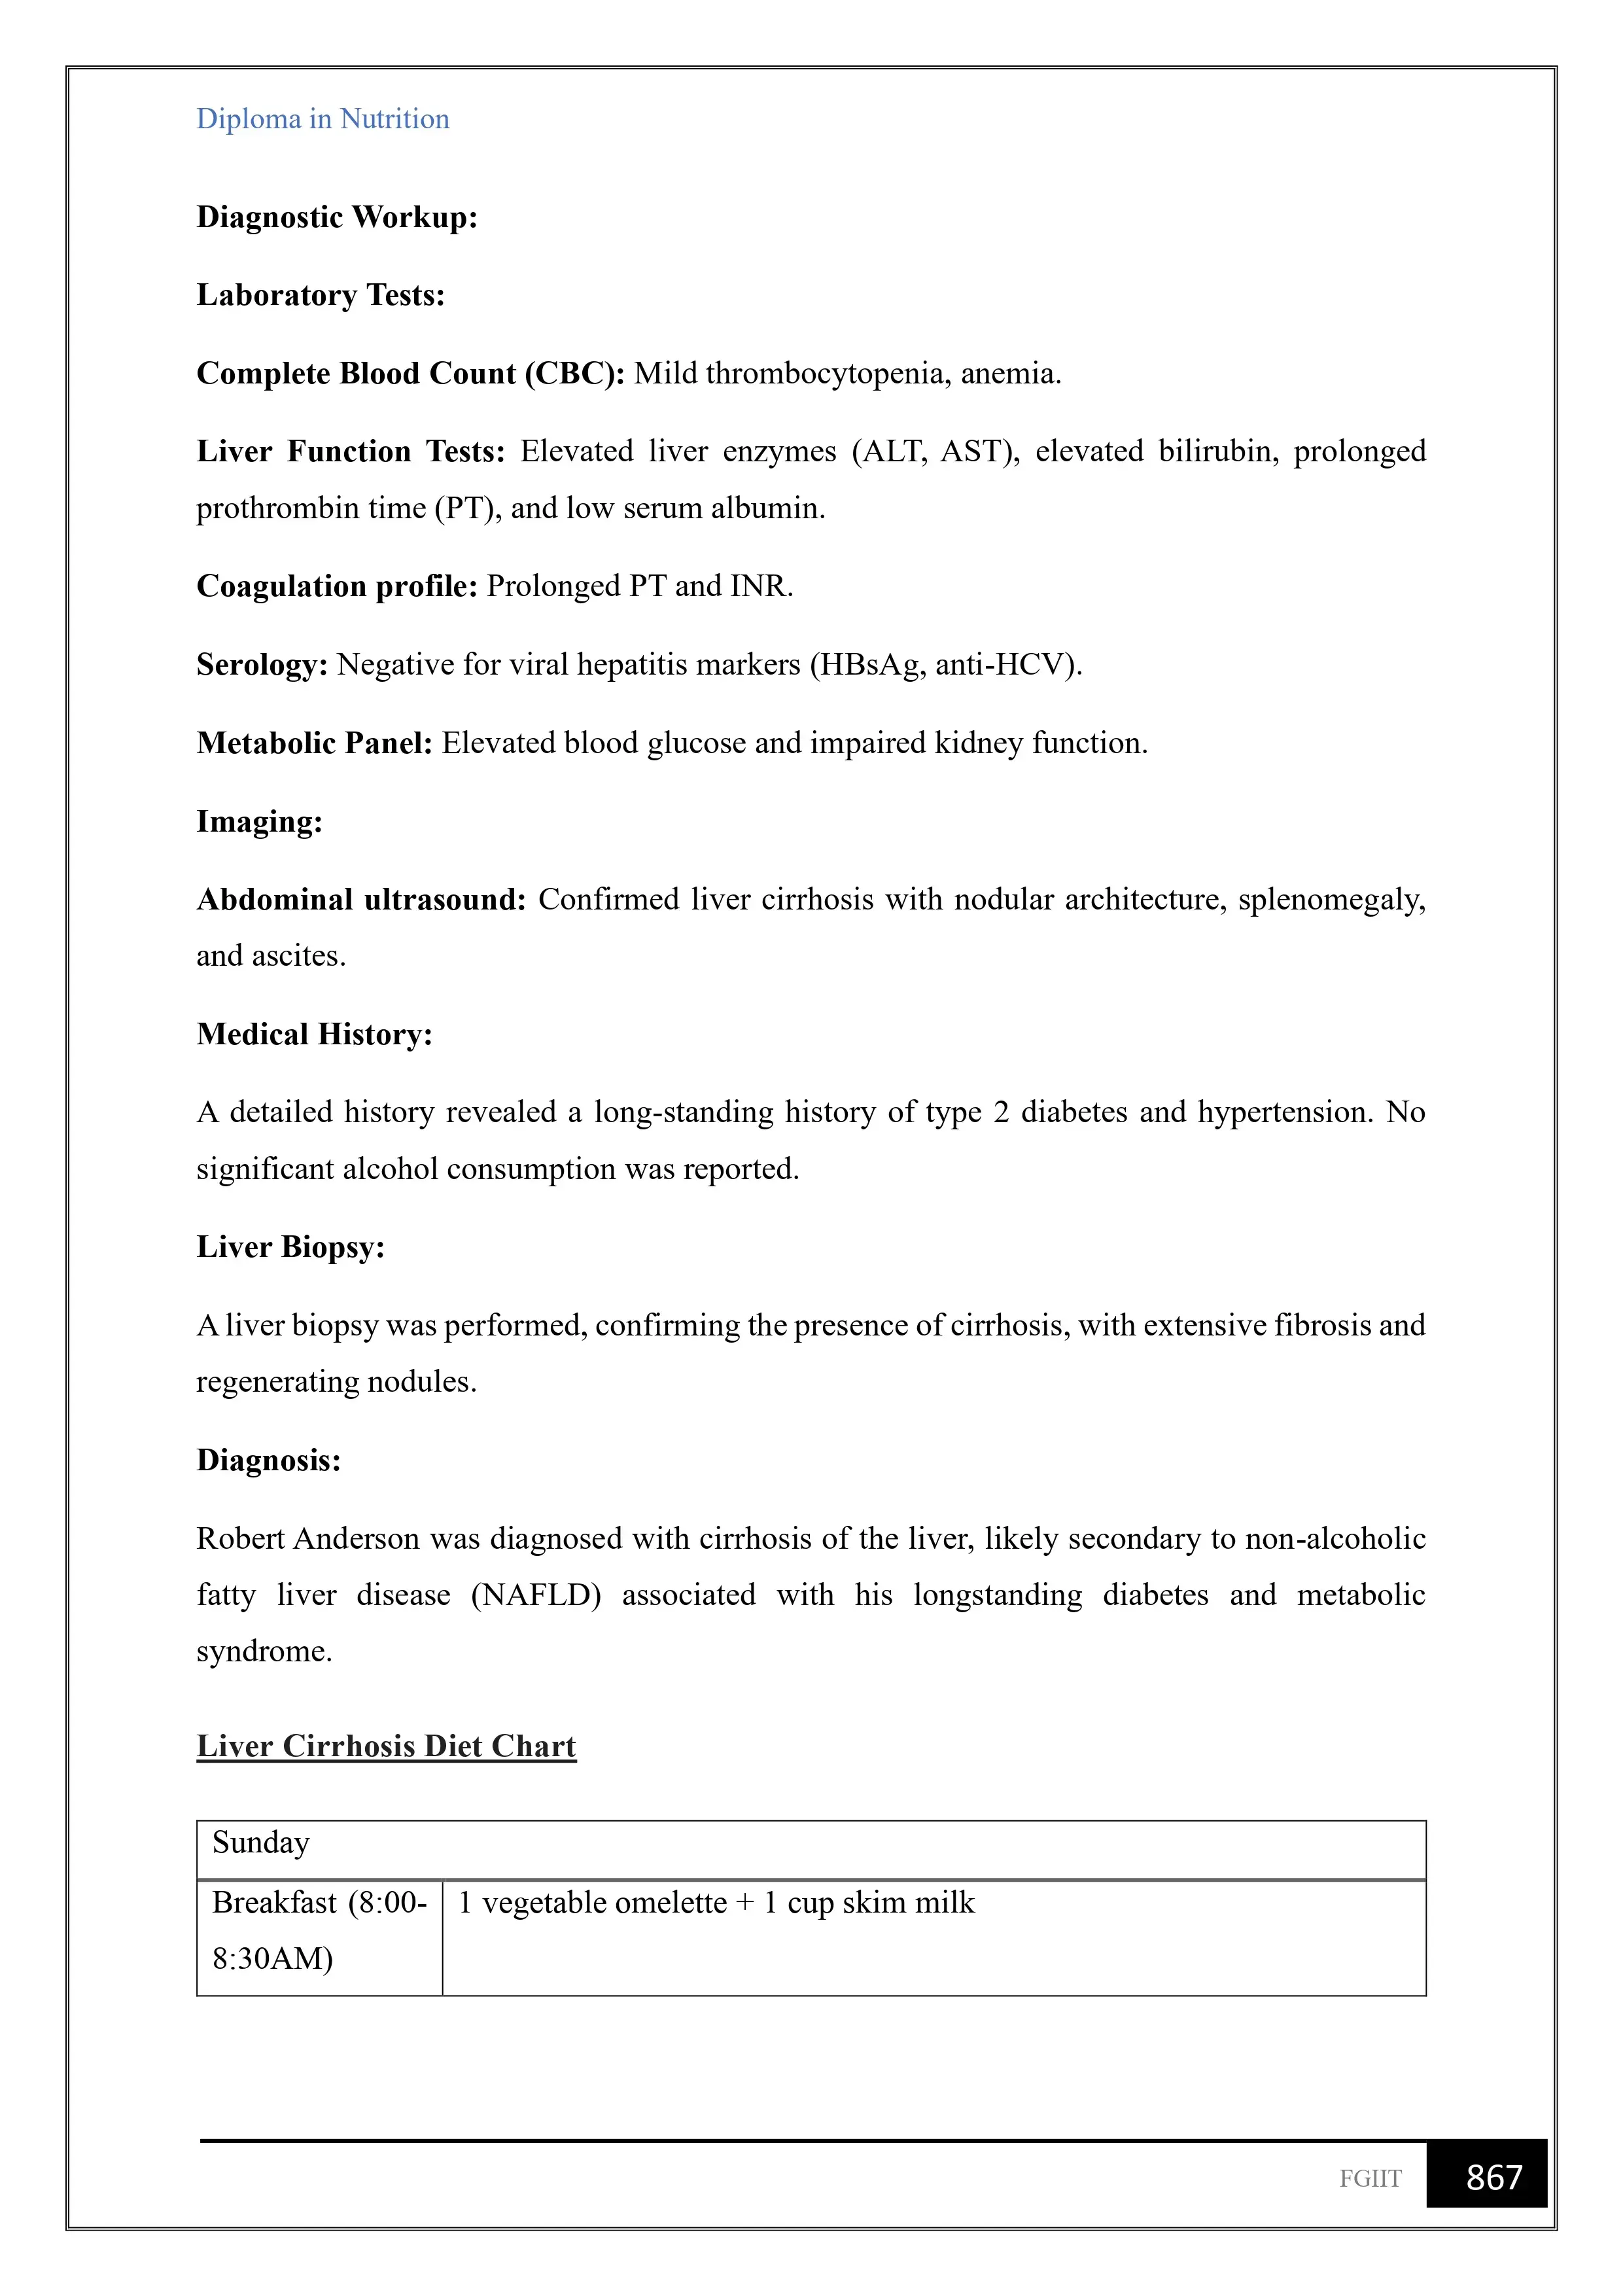 Diploma in Nutrition
Diagnostic Workup:
Laboratory Tests:
Complete Blood Count (CBC): Mild thrombocytopenia, anemia.
Liver Function Tests: Elevated liver enzymes (ALT, AST), elevated bilirubin, prolonged
prothrombin time (PT), and low serum albumin.
Coagulation profile: Prolonged PT and INR.
Serology: Negative for viral hepatitis markers (HBsAg, anti-HCV).
Metabolic Panel: Elevated blood glucose and impaired kidney function.
Imaging:
Abdominal ultrasound: Confirmed liver cirrhosis with nodular architecture, splenomegaly,
and ascites.
Medical History:
A detailed history revealed a long-standing history of type 2 diabetes and hypertension. No
significant alcohol consumption was reported.
Liver Biopsy:
A liver biopsy was performed, confirming the presence of cirrhosis, with extensive fibrosis and
regenerating nodules.
Diagnosis:
Robert Anderson was diagnosed with cirrhosis of the liver, likely secondary to non-alcoholic
fatty liver disease (NAFLD) associated with his longstanding diabetes and metabolic
syndrome.
Liver Cirrhosis Diet Chart
Sunday
Breakfast (8:00- 1 vegetable omelette + 1 cup skim milk
8:30AM)
FGIIT 867